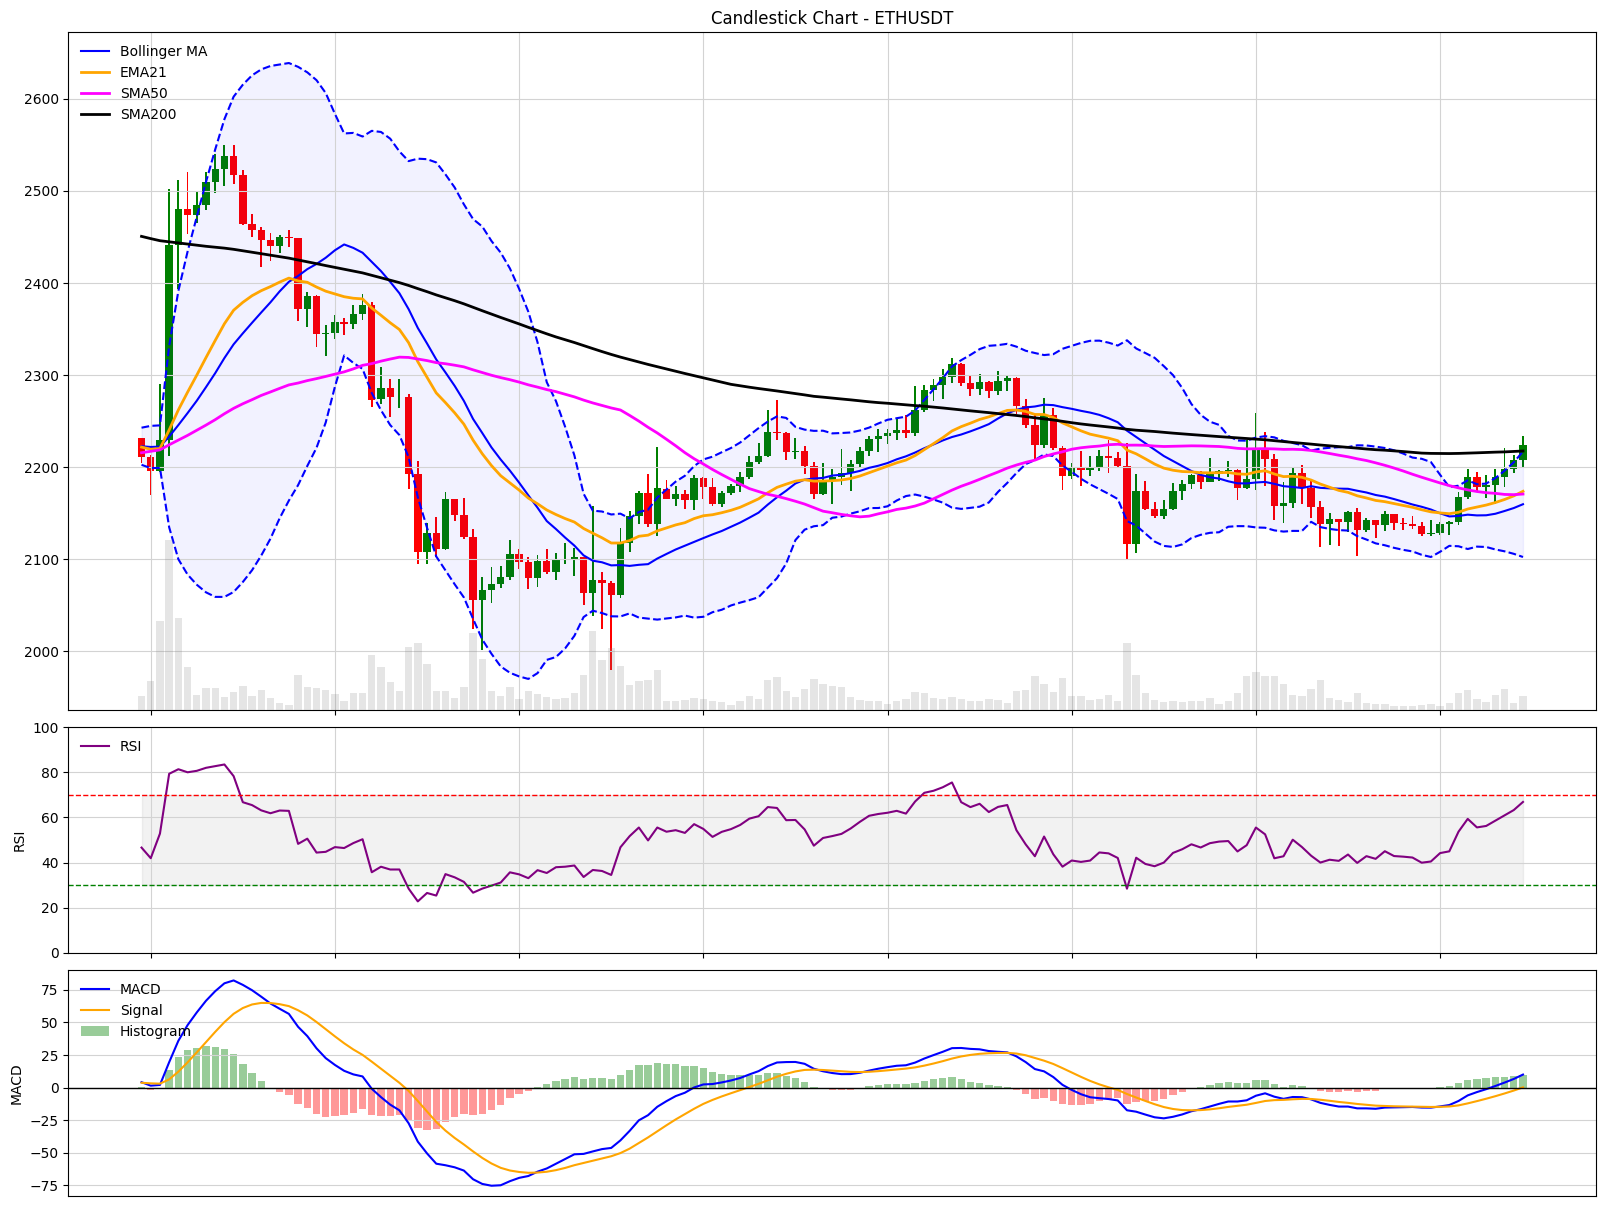 Candlestick Chart - ETHUSDT
Bollinger MA
EMA21
SMA50
SMA200
2600
2500
2400
2300
2200
2100
2000
RSI
100
80
60
40
20
0
RSI
MACD
Signal
Histogram
75
50
25
0
−25
−50
−75
MACD